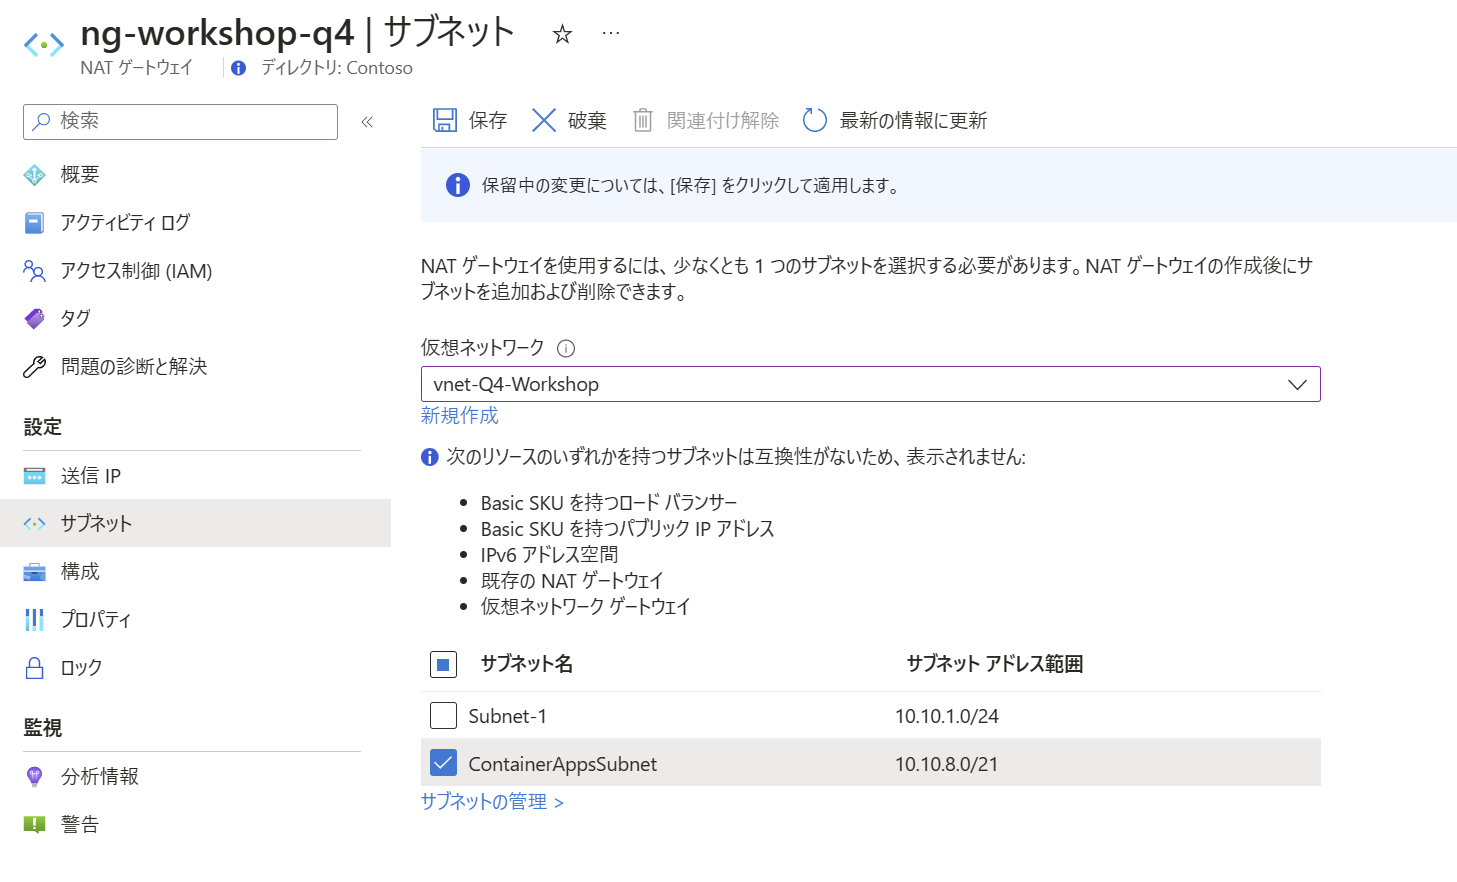 ng-workshop-q4 | サブネット ☆ …
NAT ゲートウェイ ディレクトリ: Contoso
検索 «
保存 破棄 関連付け解除 最新の情報に更新
概要
アクティビティ ログ
アクセス制御 (IAM)
タグ
問題の診断と解決
設定
送信 IP
サブネット
構成
プロパティ
ロック
監視
分析情報
警告
保留中の変更については、[保存] をクリックして適用します。
NAT ゲートウェイを使用するには、少なくとも 1 つのサブネットを選択する必要があります。NAT ゲートウェイの作成後にサ
ブネットを追加および削除できます。
仮想ネットワーク
vnet-Q4-Workshop
新規作成
次のリソースのいずれかを持つサブネットは互換性がないため、表示されません:
• Basic SKU を持つロード バランサー
• Basic SKU を持つパブリック IP アドレス
• IPv6 アドレス空間
• 既存の NAT ゲートウェイ
• 仮想ネットワーク ゲートウェイ
サブネット名 サブネット アドレス範囲
Subnet-1 10.10.1.0/24
ContainerAppsSubnet 10.10.8.0/21
サブネットの管理 >